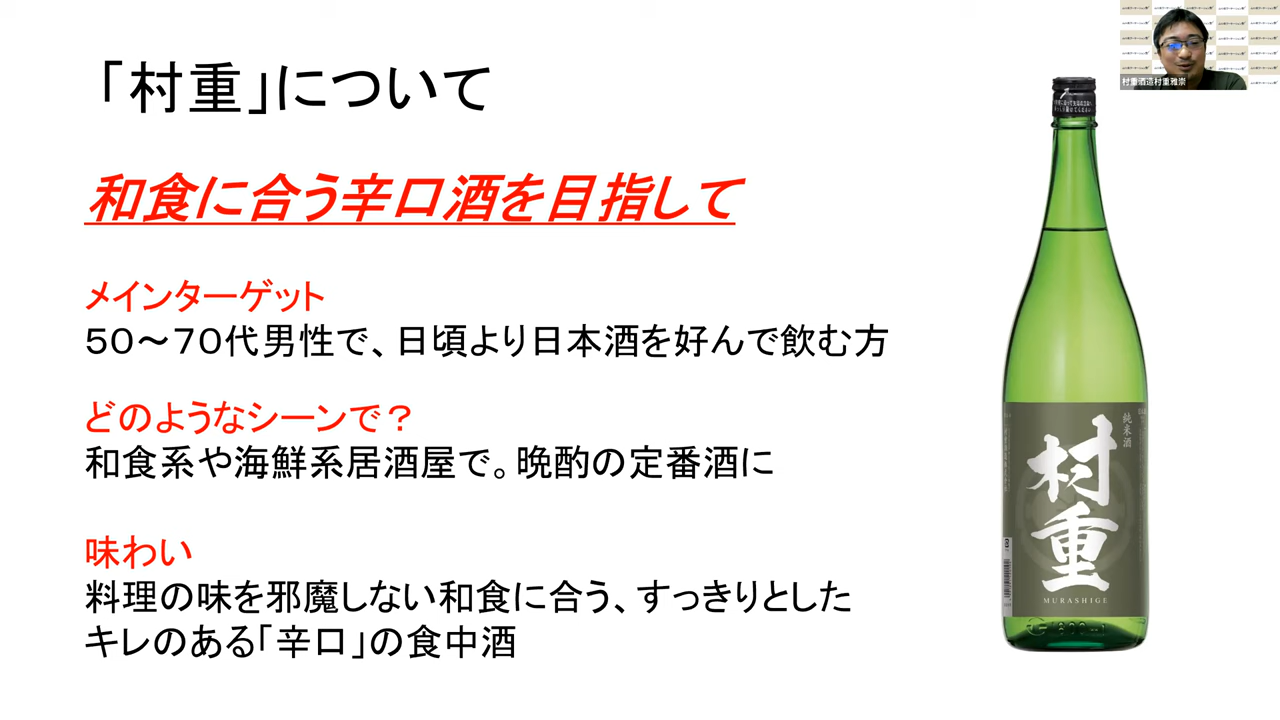 「村重」について
和食に合う辛口酒を目指して
メインターゲット
５０～７０代男性で、日頃より日本酒を好んで飲む方
どのようなシーンで？
和食系や海鮮系居酒屋で。晩酌の定番酒に
味わい
料理の味を邪魔しない和食に合う、すっきりとした
キレのある「辛口」の食中酒
村重酒造村重雅崇
純米酒
村重
MURASHIGE